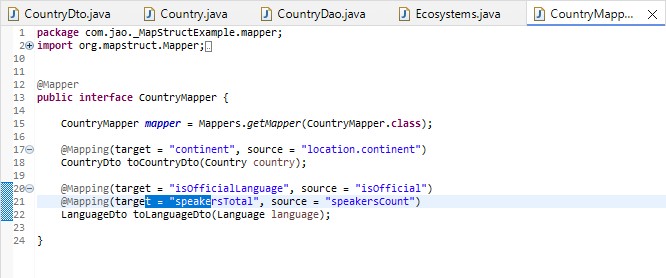 CountryDto.java
Country.java
CountryDao.java
Ecosystems.java
CountryMapp...
1 package com.jao._MapStructExample.mapper;
2 import org.mapstruct.Mapper;
11
12 @Mapper
13 public interface CountryMapper {
14
15 CountryMapper mapper = Mappers.getMapper(CountryMapper.class);
16
17 @Mapping(target = "continent", source = "location.continent")
18 CountryDto toCountryDto(Country country);
19
20 @Mapping(target = "isOfficialLanguage", source = "isOfficial")
21 @Mapping(target = "speakersTotal", source = "speakersCount")
22 LanguageDto toLanguageDto(Language language);
23
24 }